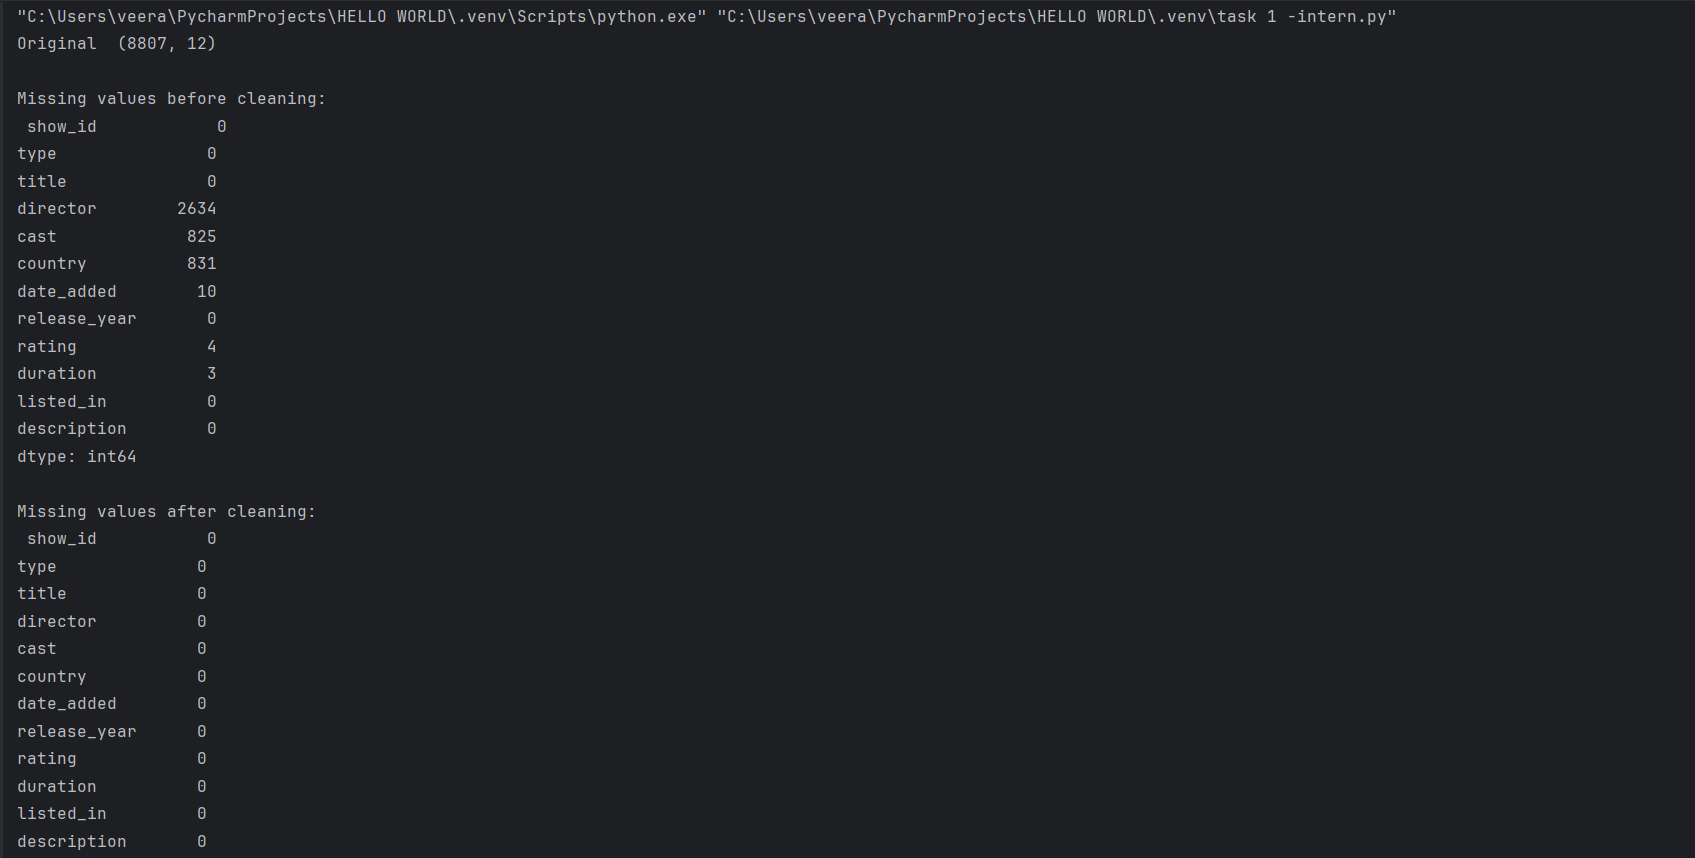 "C:\Users\veera\PycharmProjects\HELLO WORLD\.venv\Scripts\python.exe" "C:\Users\veera\PycharmProjects\HELLO WORLD\.venv\task 1 -intern.py"
Original  (8807, 12)

Missing values before cleaning:
 show_id            0
type               0
title              0
director        2634
cast             825
country          831
date_added        10
release_year       0
rating             4
duration           3
listed_in          0
description        0
dtype: int64

Missing values after cleaning:
 show_id           0
type              0
title             0
director          0
cast              0
country           0
date_added        0
release_year      0
rating            0
duration          0
listed_in         0
description       0